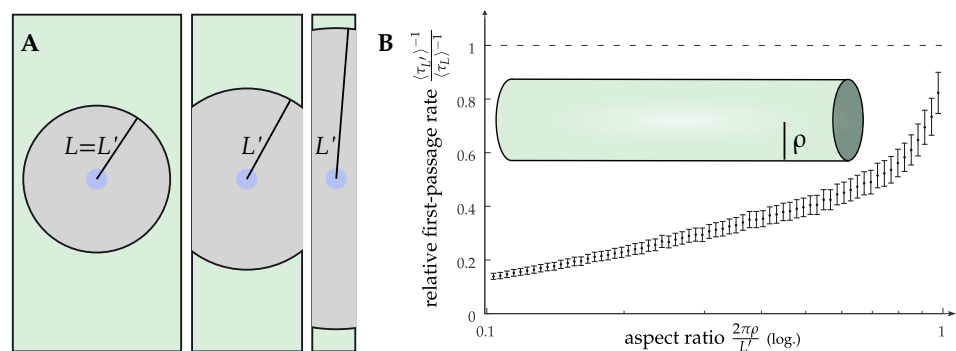 A
L=L'
L'
L'
B
relative first-passage rate ⟨τ_L'⟩⁻¹ / ⟨τ_L⟩⁻¹
1
0.8
0.6
0.4
0.2
0
ρ
0.1
1
aspect ratio 2πρ / L' (log.)